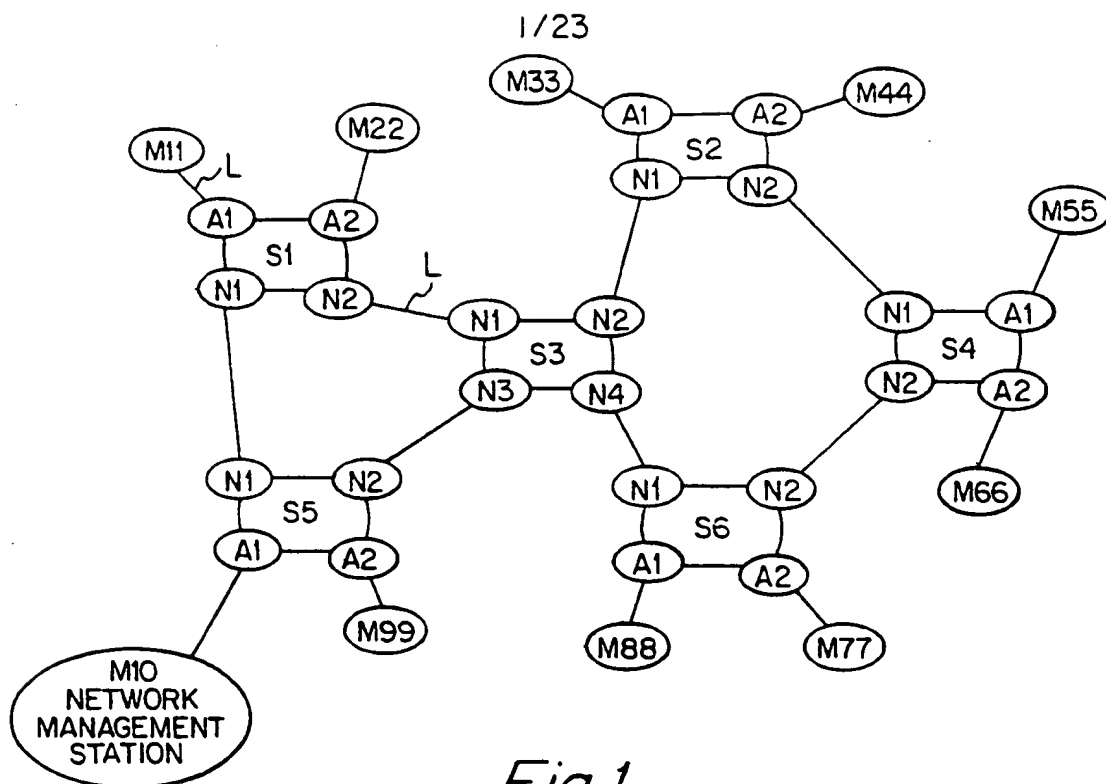 1/23
M33
M44
A1
A2
S2
N1
N2
M11
L
M22
A1
A2
S1
N1
N2
L
M55
N1
N2
S3
N3
N4
N1
A1
S4
N2
A2
M66
N1
N2
S5
A1
A2
M99
N1
N2
S6
A1
A2
M88
M77
M10
NETWORK
MANAGEMENT
STATION
Fig.1